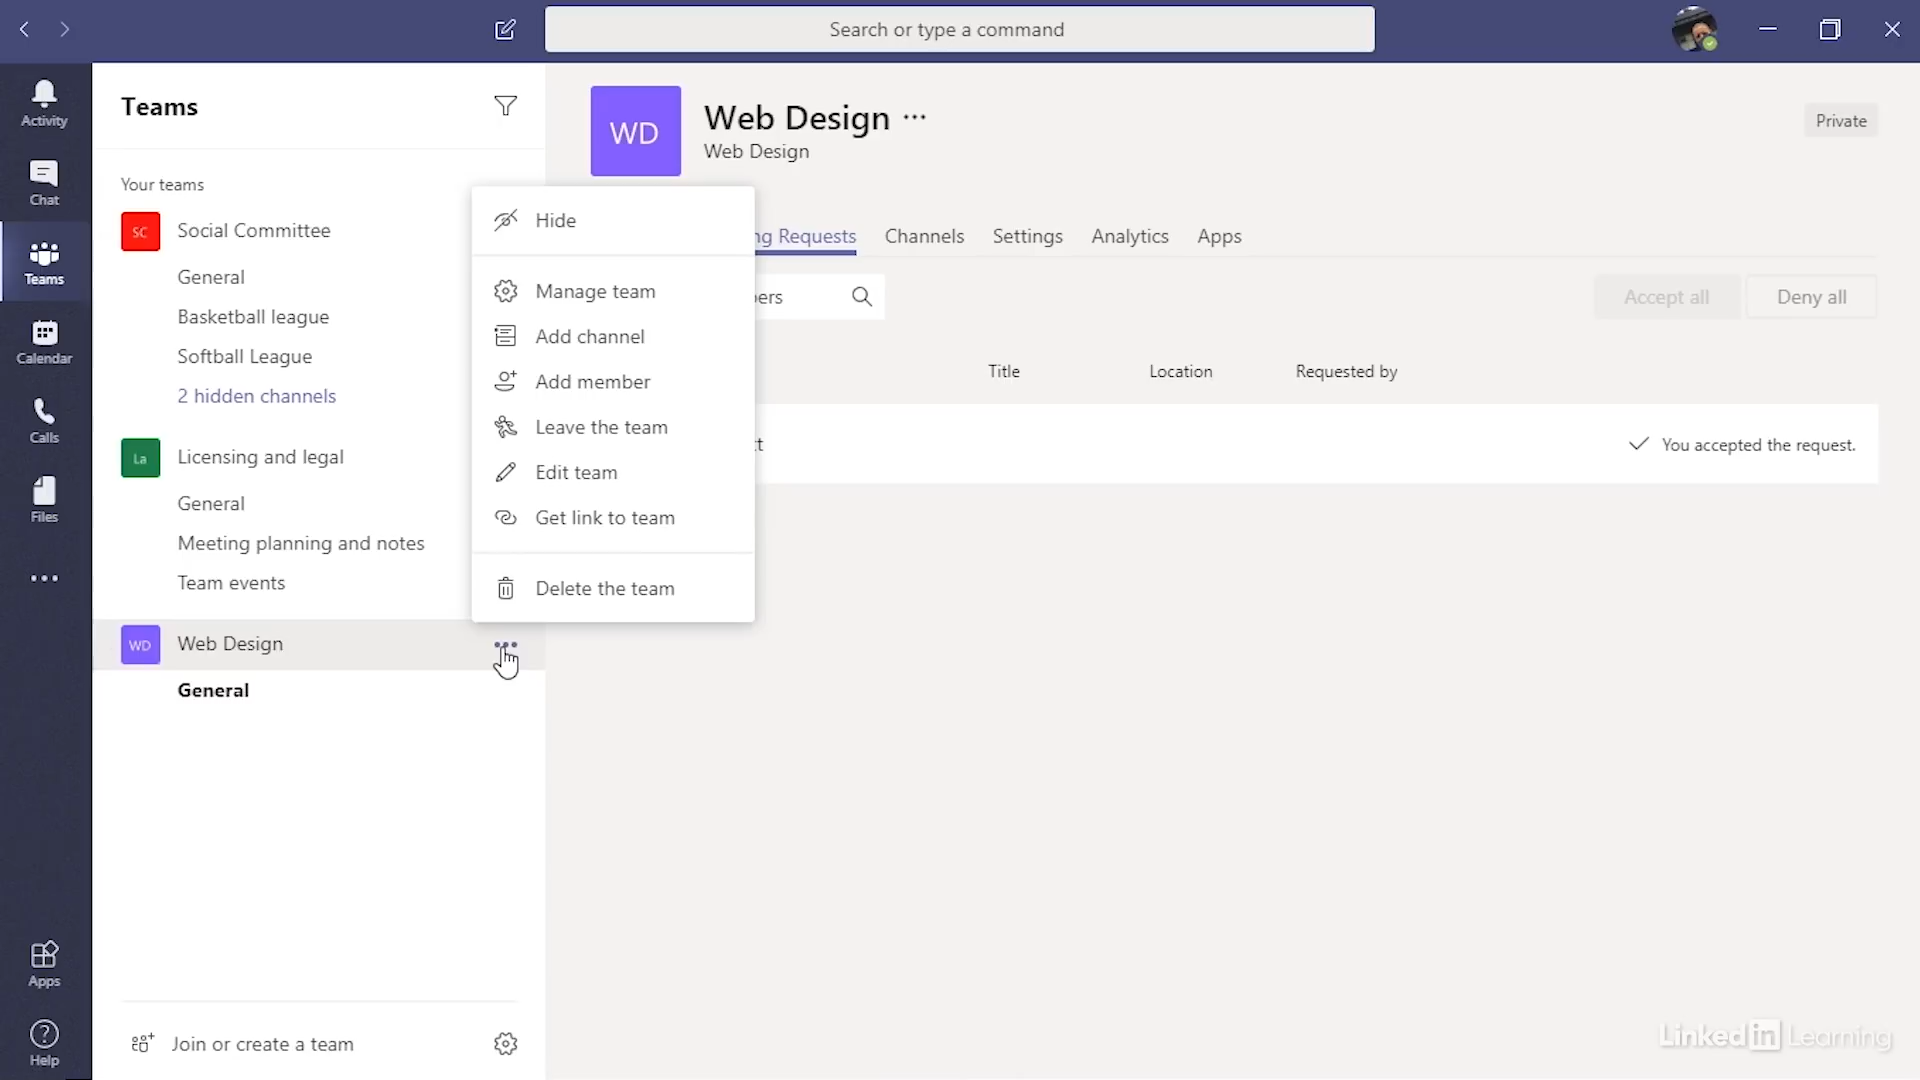 Search or type a command
Activity
Chat
Teams
Calendar
Calls
Files
Apps
Help
Teams
Your teams
SC Social Committee
General
Basketball league
Softball League
2 hidden channels
La Licensing and legal
General
Meeting planning and notes
Team events
WD Web Design
General
Join or create a team
Hide
Manage team
Add channel
Add member
Leave the team
Edit team
Get link to team
Delete the team
WD
Web Design
Web Design
Private
ng Requests Channels Settings Analytics Apps
bers
Accept all Deny all
Title Location Requested by
You accepted the request.
LinkedIn Learning